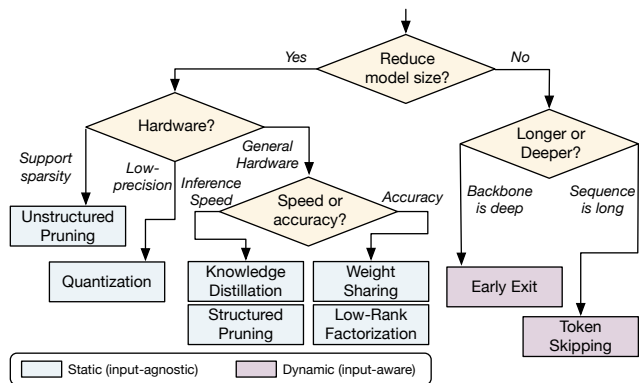 Reduce
model size?
Yes
No
Hardware?
Longer or
Deeper?
Support
sparsity
Low-
precision
General
Hardware
Inference
Speed
Speed or
accuracy?
Accuracy
Backbone
is deep
Sequence
is long
Unstructured
Pruning
Quantization
Knowledge
Distillation
Structured
Pruning
Weight
Sharing
Low-Rank
Factorization
Early Exit
Token
Skipping
Static (input-agnostic)
Dynamic (input-aware)